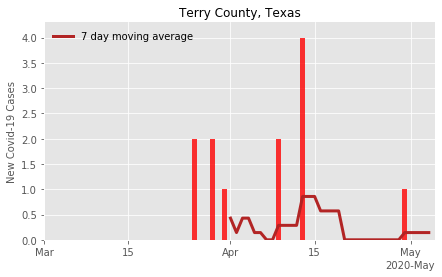 Terry County, Texas
7 day moving average
New Covid-19 Cases
4.0
3.5
3.0
2.5
2.0
1.5
1.0
0.5
0.0
Mar
15
Apr
15
May
2020-May